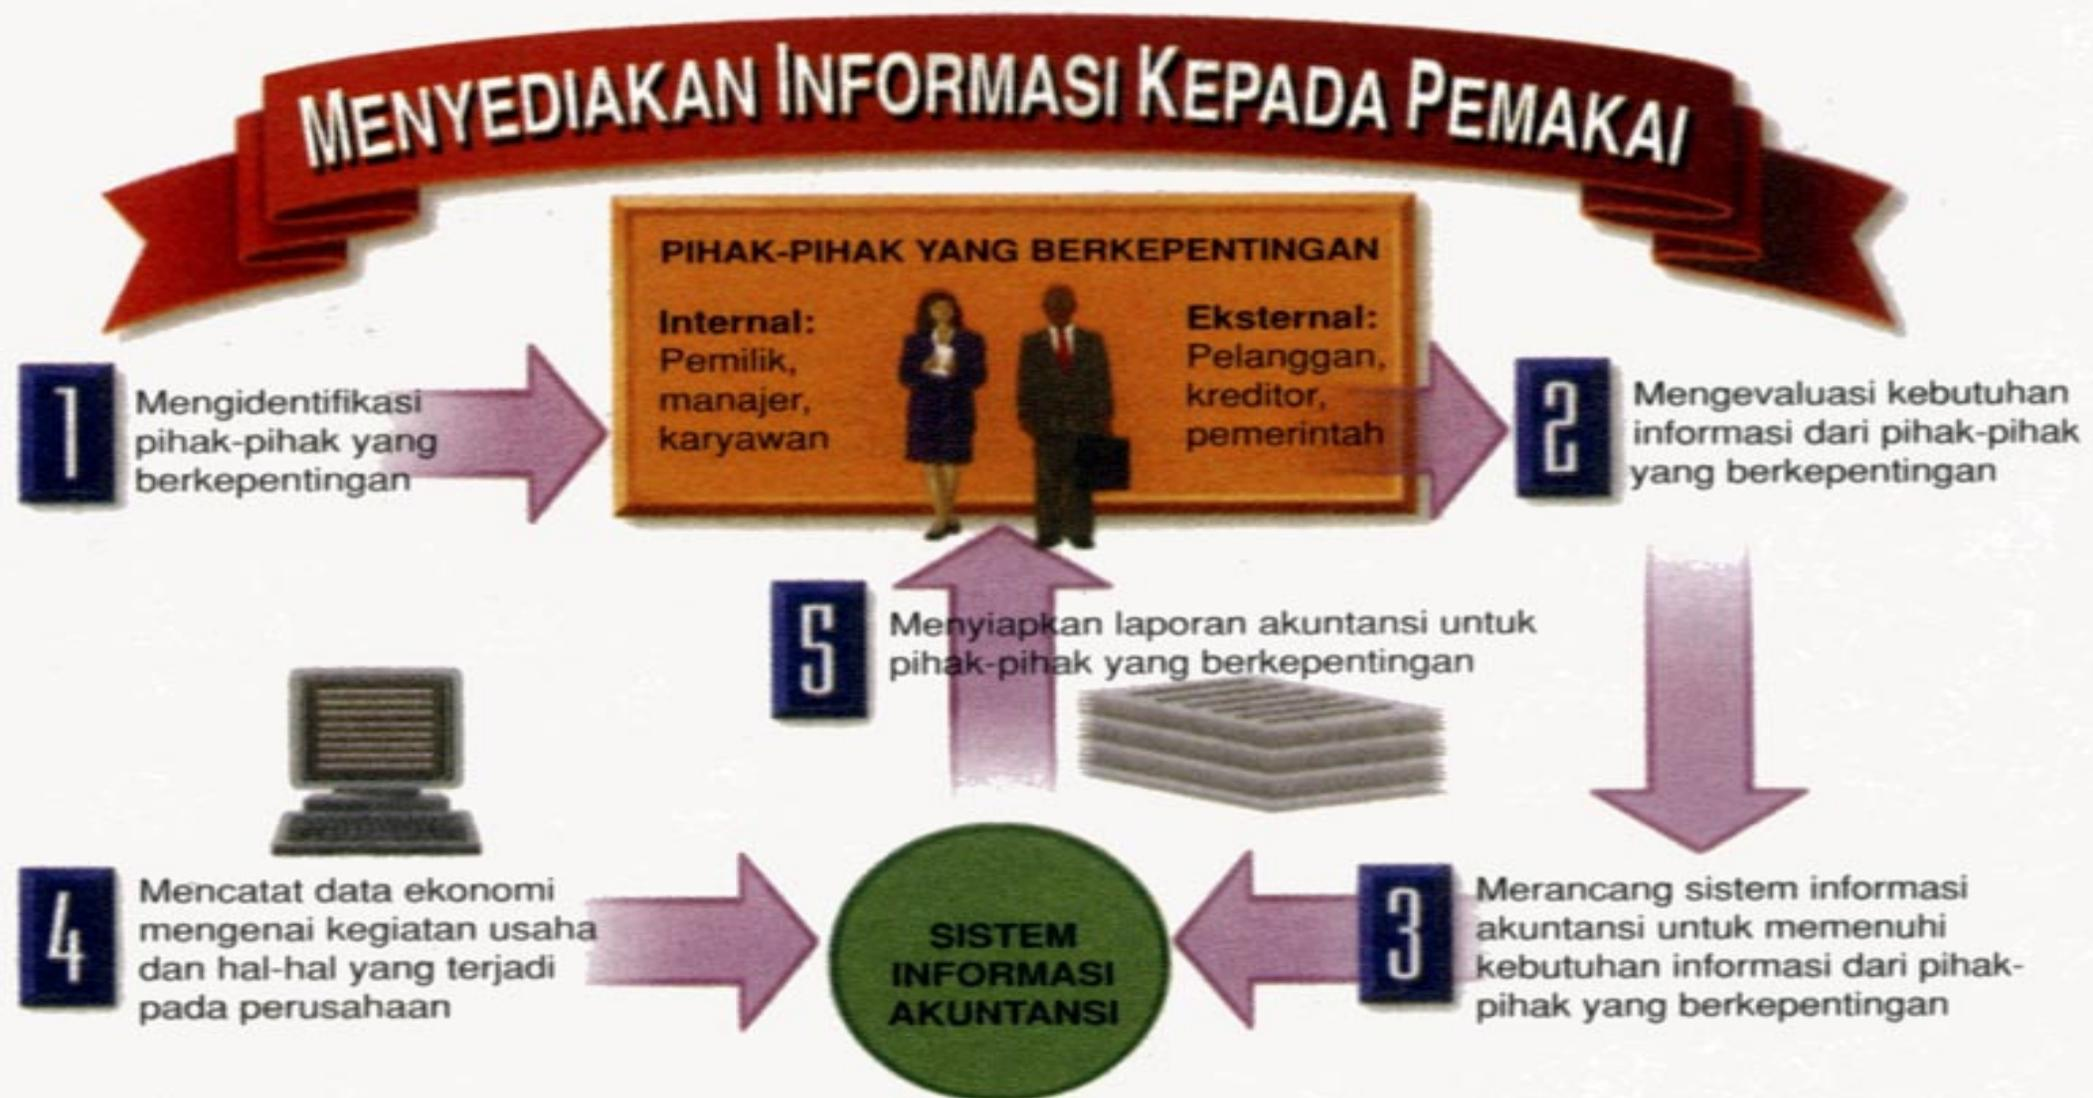 MENYEDIAKAN INFORMASI KEPADA PEMAKAI
PIHAK-PIHAK YANG BERKEPENTINGAN
Internal:
Pemilik,
manajer,
karyawan
Eksternal:
Pelanggan,
kreditor,
pemerintah
1
Mengidentifikasi
pihak-pihak yang
berkepentingan
2
Mengevaluasi kebutuhan
informasi dari pihak-pihak
yang berkepentingan
5
Menyiapkan laporan akuntansi untuk
pihak-pihak yang berkepentingan
4
Mencatat data ekonomi
mengenai kegiatan usaha
dan hal-hal yang terjadi
pada perusahaan
SISTEM
INFORMASI
AKUNTANSI
3
Merancang sistem informasi
akuntansi untuk memenuhi
kebutuhan informasi dari pihak-
pihak yang berkepentingan